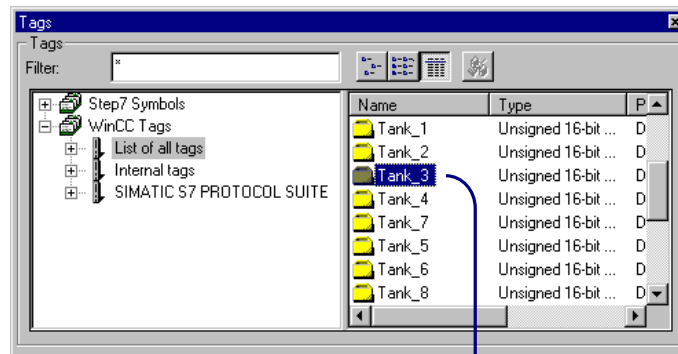 Tags
Tags
Filter: *
Step7 Symbols
WinCC Tags
List of all tags
Internal tags
SIMATIC S7 PROTOCOL SUITE
Name Type P
Tank_1 Unsigned 16-bit ... D
Tank_2 Unsigned 16-bit ... D
Tank_3 Unsigned 16-bit ... D
Tank_4 Unsigned 16-bit ... D
Tank_7 Unsigned 16-bit ... D
Tank_5 Unsigned 16-bit ... D
Tank_6 Unsigned 16-bit ... D
Tank_8 Unsigned 16-bit ... D